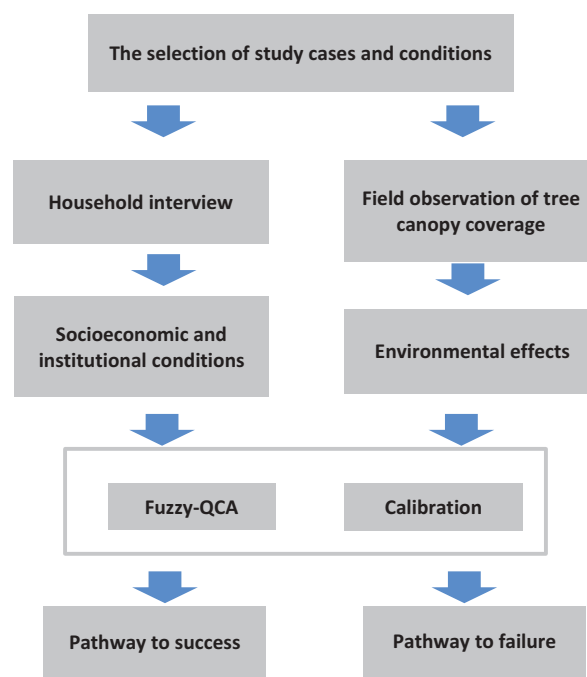 The selection of study cases and conditions
Household interview
Field observation of tree
canopy coverage
Socioeconomic and
institutional conditions
Environmental effects
Fuzzy-QCA
Calibration
Pathway to success
Pathway to failure